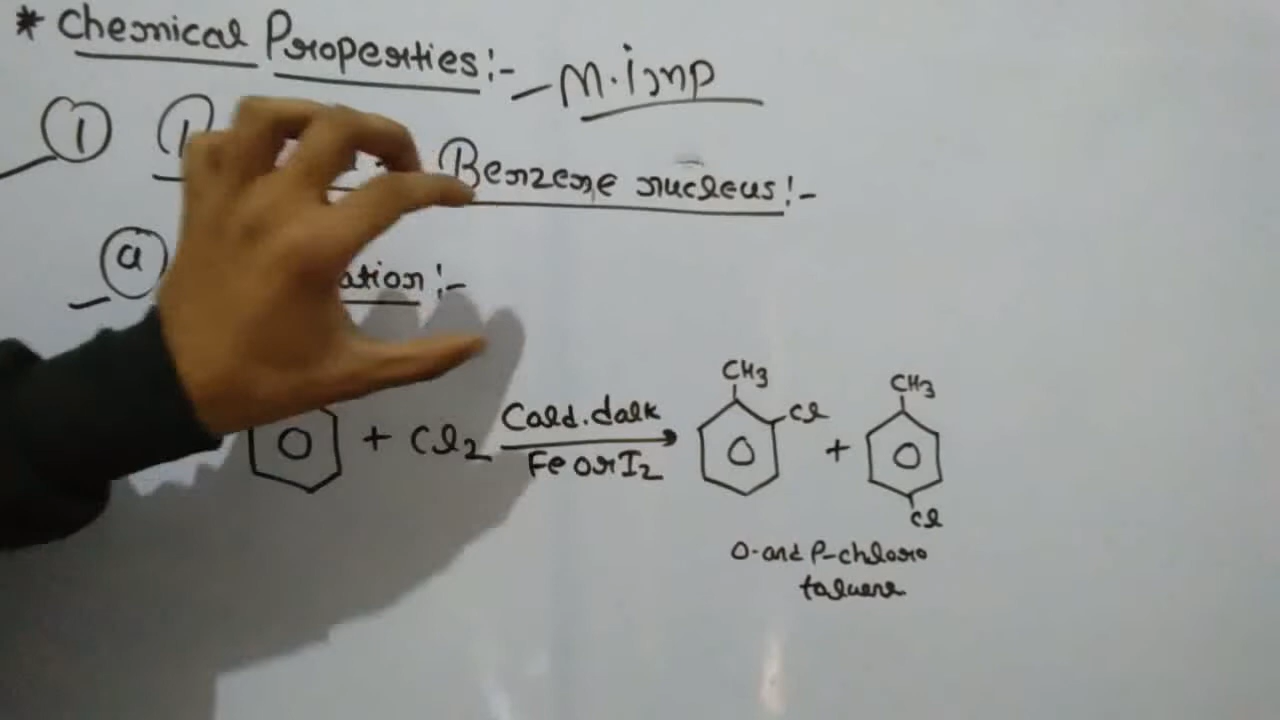 * Chemical Properties :- — M.imp
① Benzene nucleus :-
ⓐ ation :-
+ Cl2 Cold. dark Fe or I2
CH3 Cl + CH3 Cl
O- and P-chloro
toluene